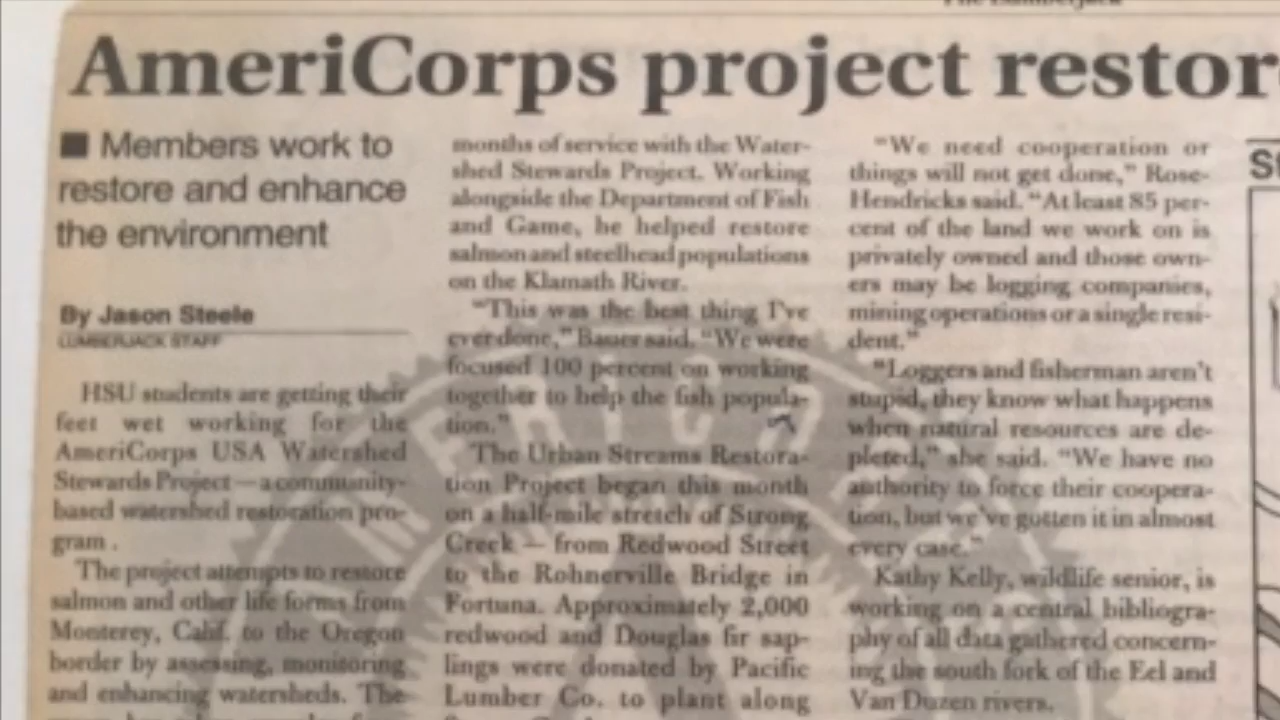 The Lumberjack
AmeriCorps project restor
■ Members work to
restore and enhance
the environment
By Jason Steele
LUMBERJACK STAFF
HSU students are getting their
feet wet working for the
AmeriCorps USA Watershed
Stewards Project — a community-
based watershed restoration pro-
gram.
The project attempts to restore
salmon and other life forms from
Monterey, Calif. to the Oregon
border by assessing, monitoring
and enhancing watersheds. The
months of service with the Water-
shed Stewards Project. Working
alongside the Department of Fish
and Game, he helped restore
salmon and steelhead populations
on the Klamath River.
"This was the best thing I've
ever done," Bauer said. "We were
focused 100 percent on working
together to help the fish popula-
tion."
The Urban Streams Restora-
tion Project began this month
on a half-mile stretch of Strong
Creek — from Redwood Street
to the Rohnerville Bridge in
Fortuna. Approximately 2,000
redwood and Douglas fir sap-
lings were donated by Pacific
Lumber Co. to plant along
"We need cooperation or
things will not get done," Rose-
Hendricks said. "At least 85 per-
cent of the land we work on is
privately owned and those own-
ers may be logging companies,
mining operations or a single resi-
dent."
"Loggers and fisherman aren't
stupid, they know what happens
when natural resources are de-
pleted," she said. "We have no
authority to force their coopera-
tion, but we've gotten it in almost
every case."
Kathy Kelly, wildlife senior, is
working on a central bibliogra-
phy of all data gathered concern-
ing the south fork of the Eel and
Van Duzen rivers.